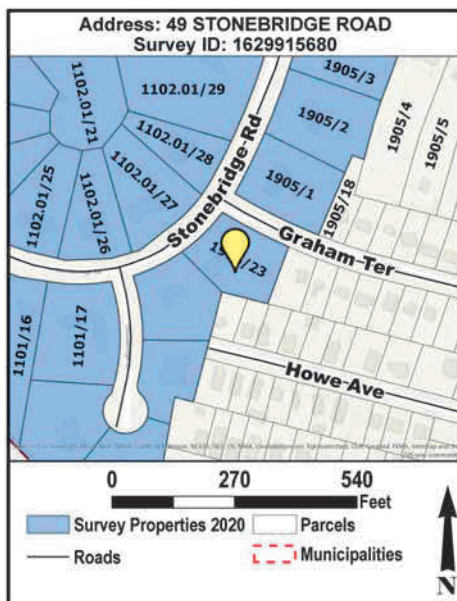 Address: 49 STONEBRIDGE ROAD
Survey ID: 1629915680
1102.01/29
1102.01/21
1102.01/28
1102.01/27
1102.01/25
1102.01/26
1905/3
1905/2
1905/1
1905/4
1905/5
1905/18
Stonebridge Rd
Graham Ter
/23
1101/16
1101/17
Howe Ave
0 270 540
Feet
Survey Properties 2020
Parcels
Roads
Municipalities
N